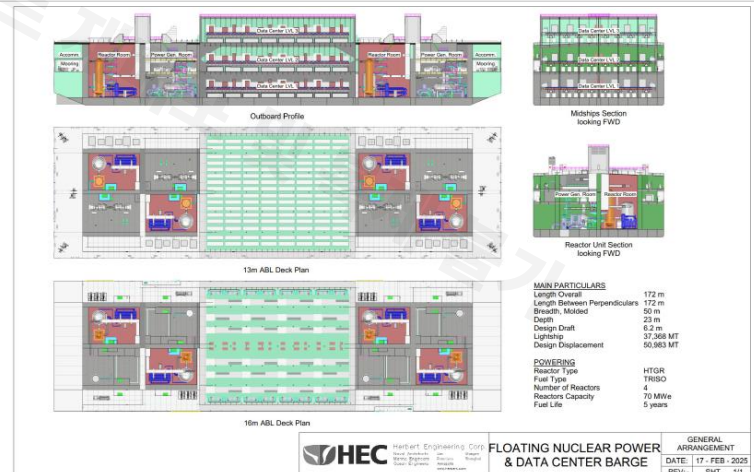 Accomm.
Mooring
Reactor Room
Power Gen. Room
Data Center LVL 3
Data Center LVL 2
Data Center LVL 1
Reactor Room
Power Gen. Room
Accomm.
Mooring
Outboard Profile
Data Center LVL 3
Data Center LVL 2
Data Center LVL 1
Midships Section
looking FWD
13m ABL Deck Plan
Power Gen. Room
Reactor Room
Reactor Unit Section
looking FWD
16m ABL Deck Plan
MAIN PARTICULARS
Length Overall 172 m
Length Between Perpendiculars 172 m
Breadth, Molded 50 m
Depth 23 m
Design Draft 6.2 m
Lightship 37,368 MT
Design Displacement 50,983 MT
POWERING
Reactor Type HTGR
Fuel Type TRISO
Number of Reactors 4
Reactors Capacity 70 MWe
Fuel Life 5 years
HEC
Herbert Engineering Corp.
FLOATING NUCLEAR POWER
& DATA CENTER BARGE
GENERAL
ARRANGEMENT
DATE: 17 - FEB - 2025
REV: - SHT. 1/1